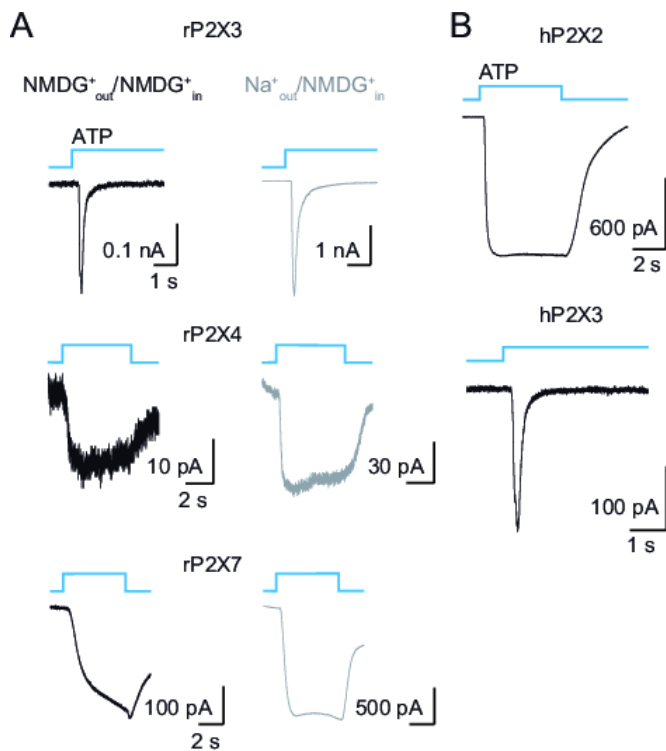 A
rP2X3
NMDG⁺out/NMDG⁺in
Na⁺out/NMDG⁺in
ATP
0.1 nA
1 s
1 nA
rP2X4
10 pA
2 s
30 pA
rP2X7
100 pA
2 s
500 pA
B
hP2X2
ATP
600 pA
2 s
hP2X3
100 pA
1 s